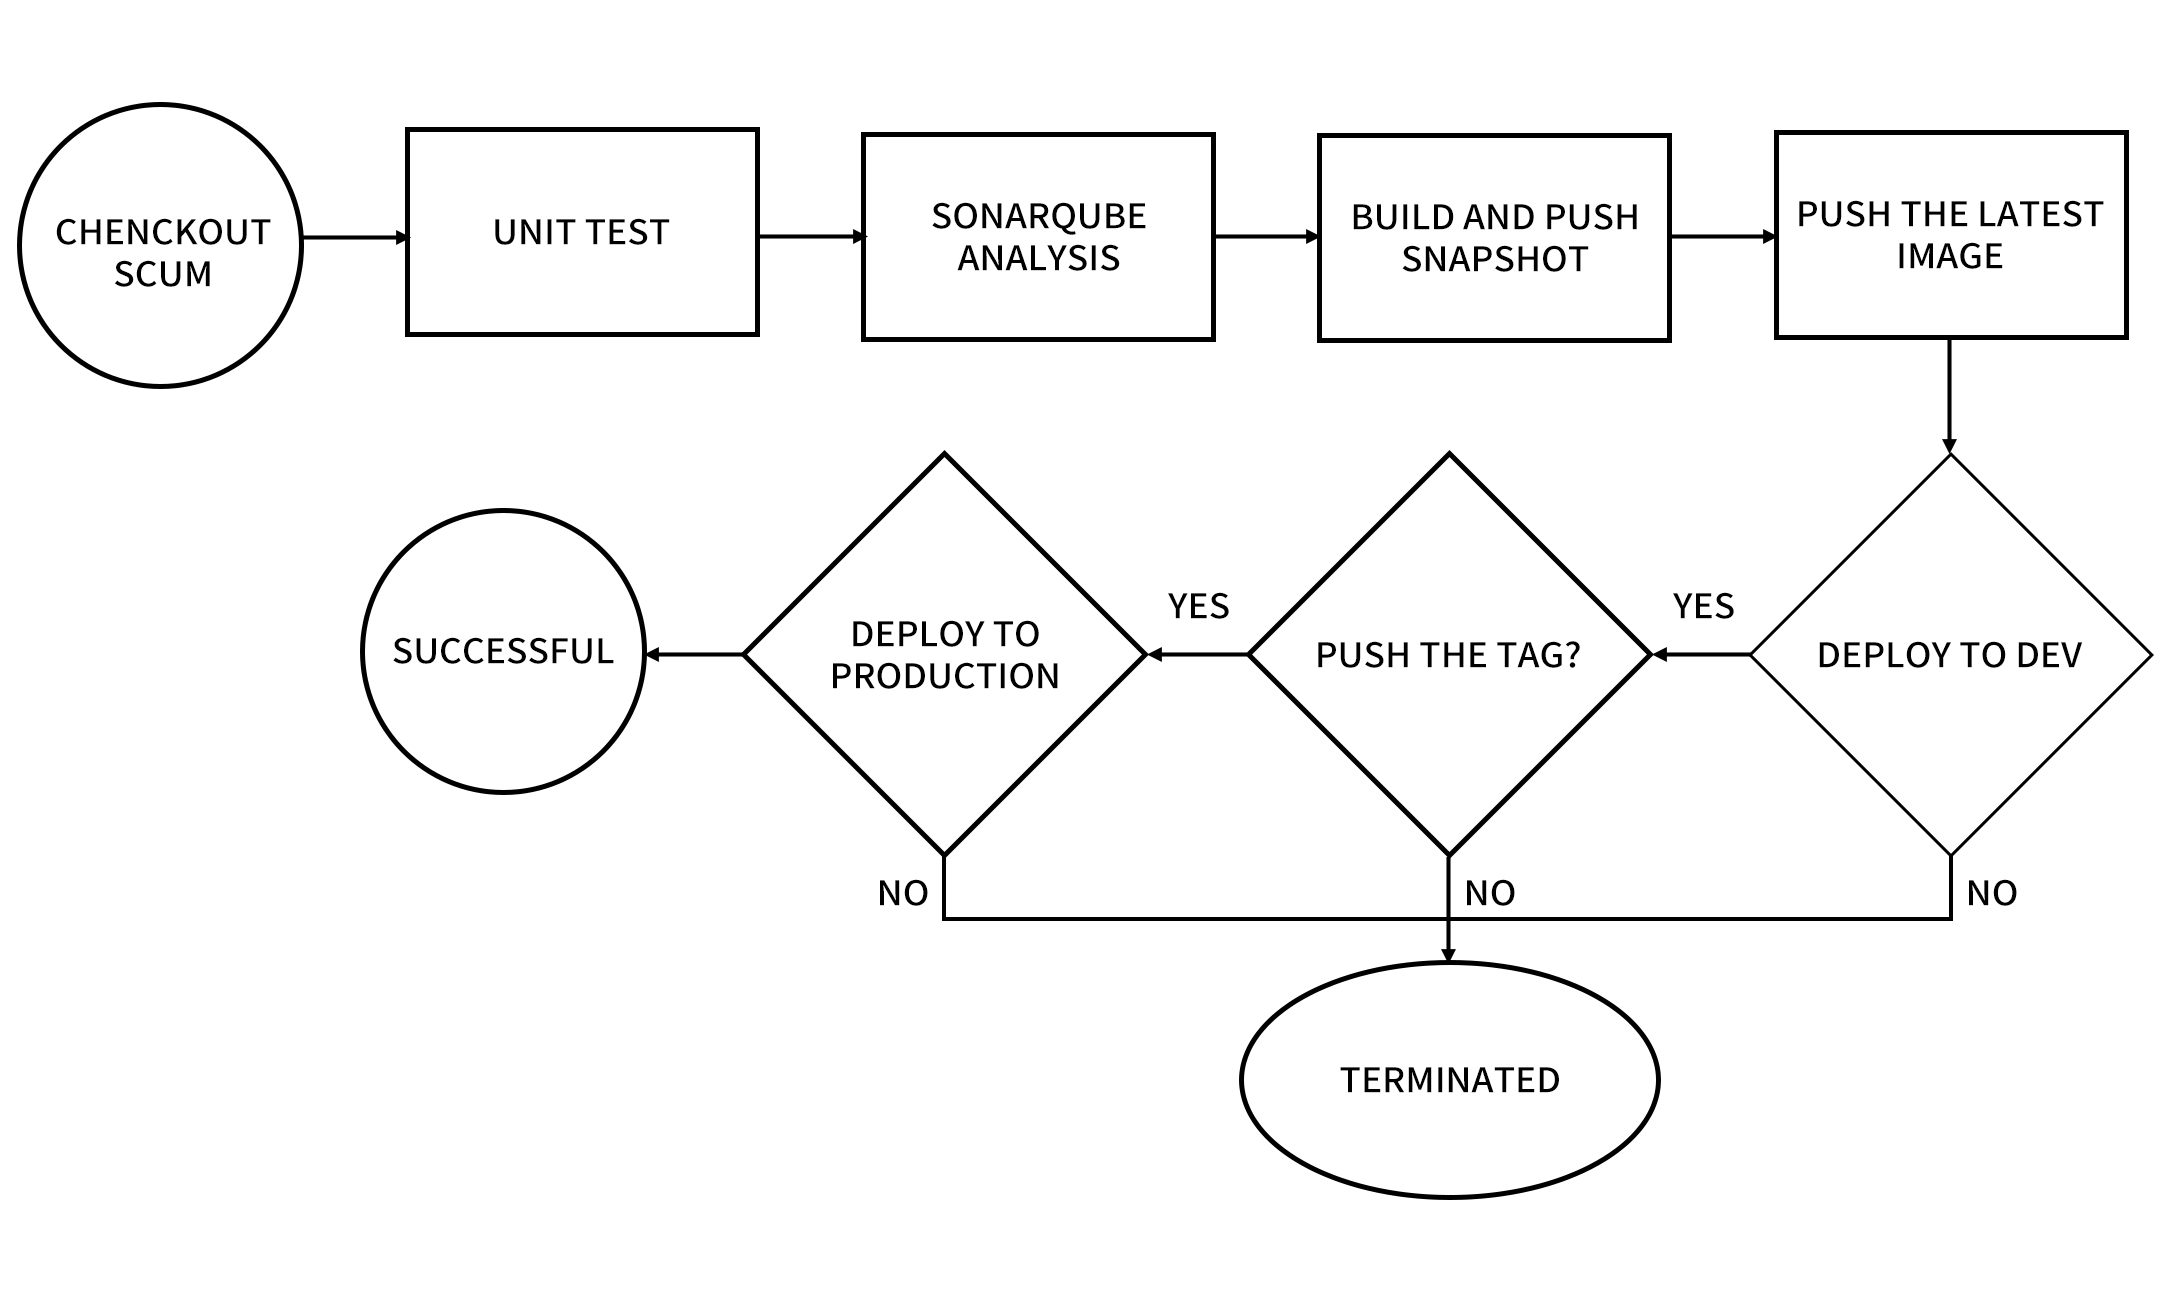 CHENCKOUT
SCUM
UNIT TEST
SONARQUBE
ANALYSIS
BUILD AND PUSH
SNAPSHOT
PUSH THE LATEST
IMAGE
DEPLOY TO DEV
YES
PUSH THE TAG?
YES
DEPLOY TO
PRODUCTION
SUCCESSFUL
NO
NO
NO
TERMINATED